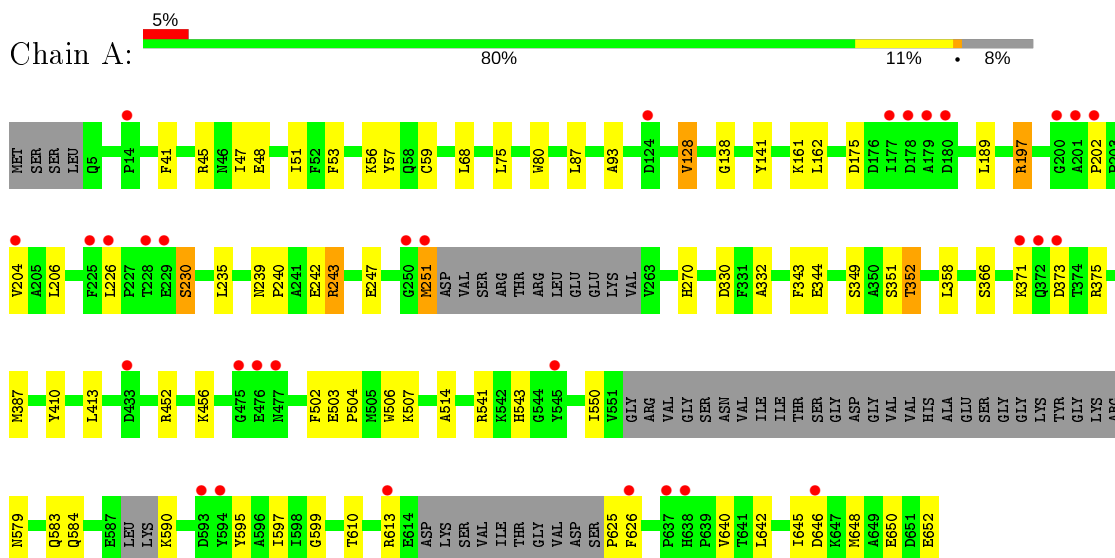 5%
Chain A:
80% 11% • 8%
MET SER SER LEU Q5 P14 F41 R45 N46 I47 E48 I51 F52 F53 K56 Y57 Q58 C59 L68 L75 W80 L87 A93 D124 V128 G138 Y141 K161 L162 D175 D176 I177 D178 A179 D180 L189 R197 G200 A201 P202
V204 A205 L206 F225 L226 P227 T228 E229 S230 L235 N239 P240 A241 E242 R243 E247 G250 M251 ASP VAL SER ARG THR ARG LEU GLU GLU LYS VAL V263 H270 D330 F331 A332 F343 E344 S349 A350 S351 T352 L358 S366 K371 Q372 D373 T374 R375
M387 Y410 L413 D433 R452 K456 G475 E476 N477 F502 E503 P504 M505 W506 K507 A514 R541 K542 H543 G544 Y545 I550 V551 GLY ARG VAL GLY SER ASN VAL ILE ILE THR SER GLY ASP GLY VAL VAL HIS ALA GLU SER GLY GLY LYS TYR GLY LYS ARG
N579 Q583 Q584 E587 LEU LYS K590 D593 Y594 Y595 A596 I597 I598 G599 T610 R613 E614 ASP LYS SER VAL ILE THR GLY VAL ASP SER P625 F626 P637 H638 P639 V640 T641 L642 I645 D646 K647 M648 A649 E650 D651 E652